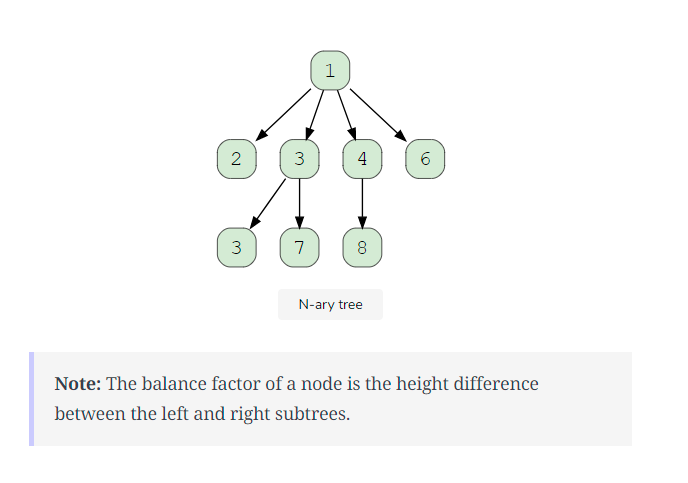 1
2 3 4 6
3 7 8
N-ary tree
Note: The balance factor of a node is the height difference
between the left and right subtrees.